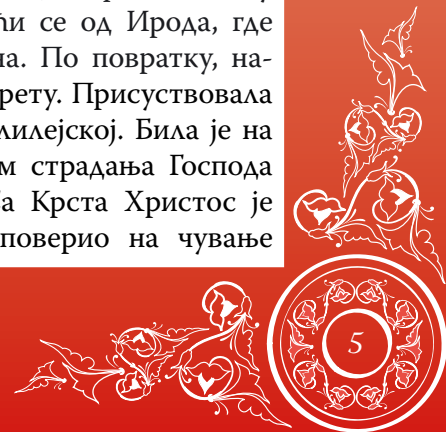 ћи се од Ирода, где
на. По повратку, на-
рету. Присуствовала
лилејској. Била је на
м страдања Господа
а Крста Христос је
поверио на чување
5